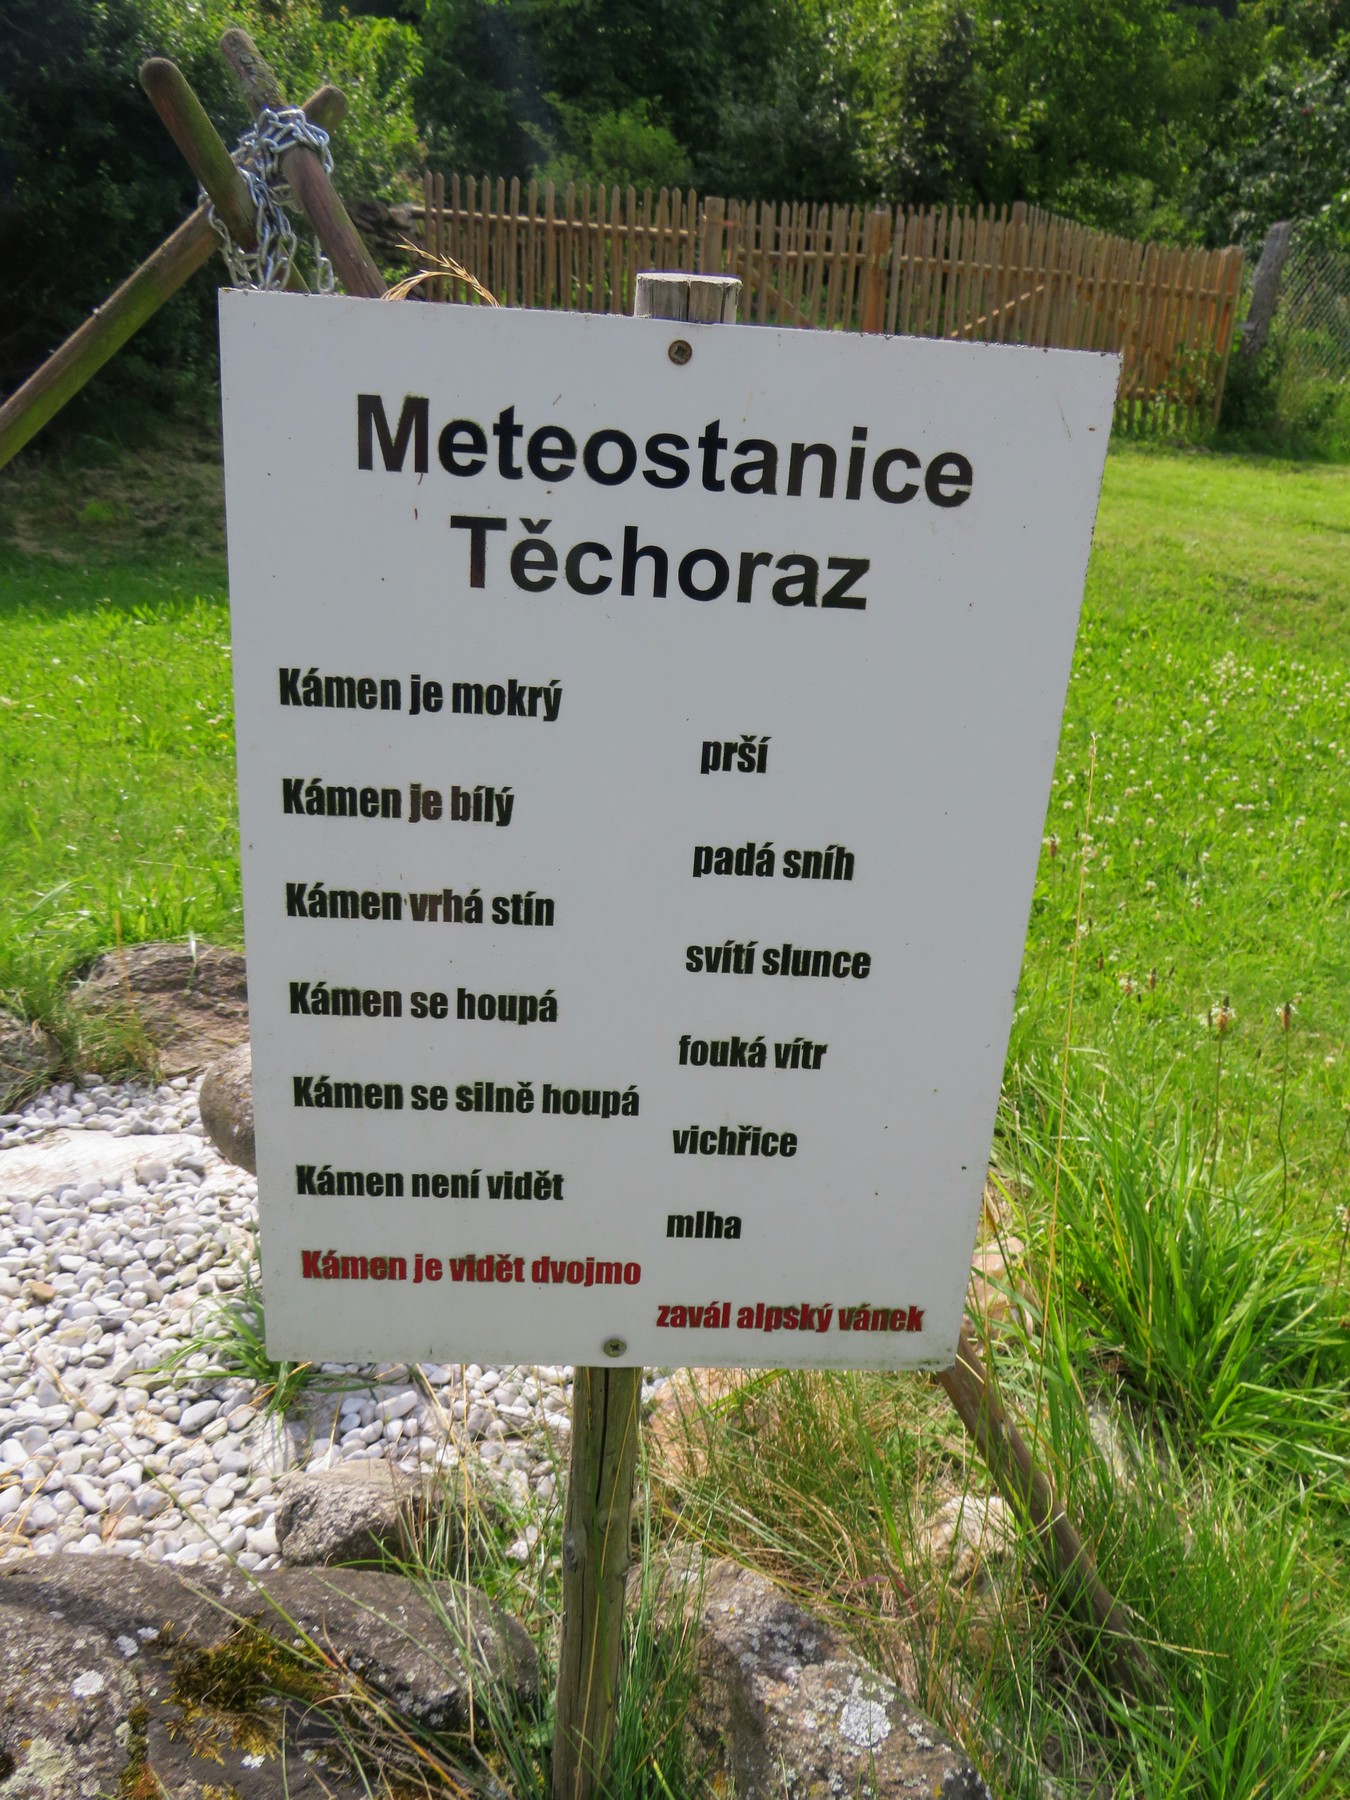 Meteostanice
Těchoraz
Kámen je mokrý
prší
Kámen je bílý
padá sníh
Kámen vrhá stín
svítí slunce
Kámen se houpá
fouká vítr
Kámen se silně houpá
vichřice
Kámen není vidět
mlha
Kámen je vidět dvojmo
zavál alpský vánek